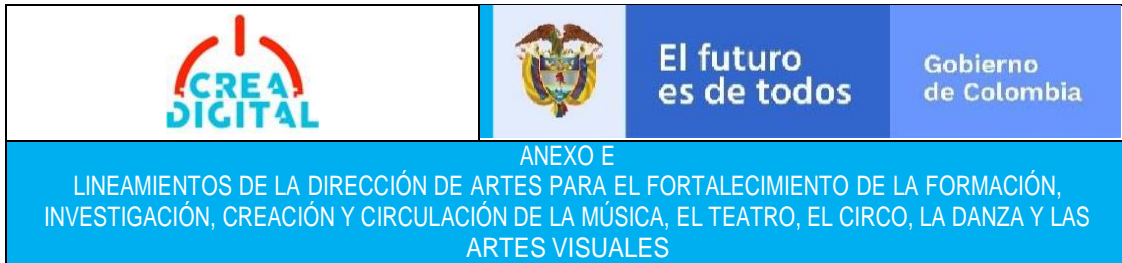 CREA
DIGITAL
El futuro
es de todos
Gobierno
de Colombia
ANEXO E
LINEAMIENTOS DE LA DIRECCIÓN DE ARTES PARA EL FORTALECIMIENTO DE LA FORMACIÓN,
INVESTIGACIÓN, CREACIÓN Y CIRCULACIÓN DE LA MÚSICA, EL TEATRO, EL CIRCO, LA DANZA Y LAS
ARTES VISUALES